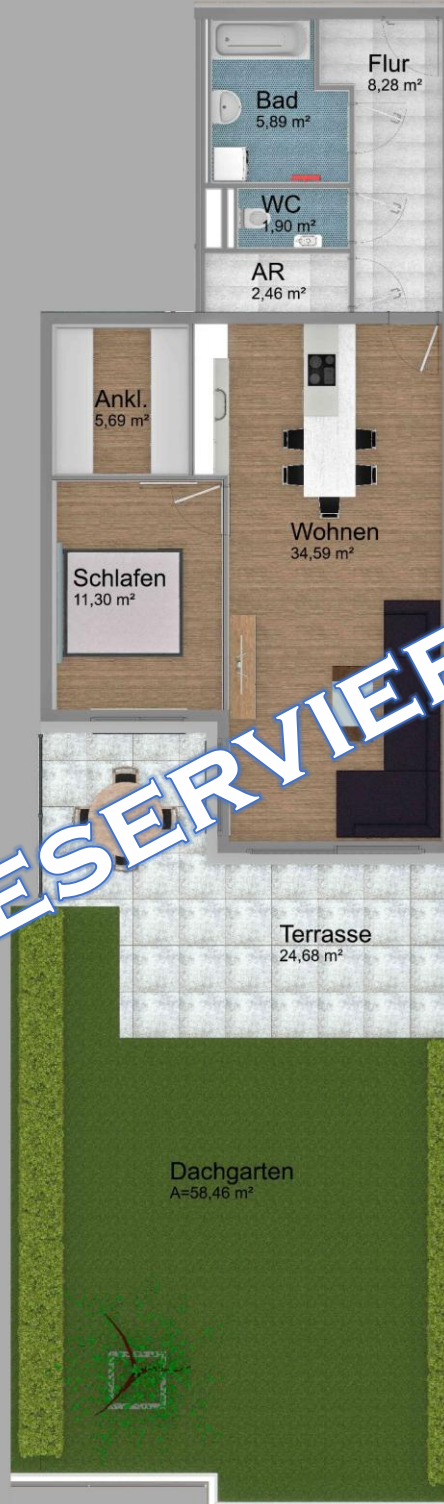 Flur
8,28 m²
Bad
5,89 m²
WC
1,90 m²
AR
2,46 m²
Ankl.
5,69 m²
Wohnen
34,59 m²
Schlafen
11,30 m²
ESERVIER
Terrasse
24,68 m²
Dachgarten
A=58,46 m²